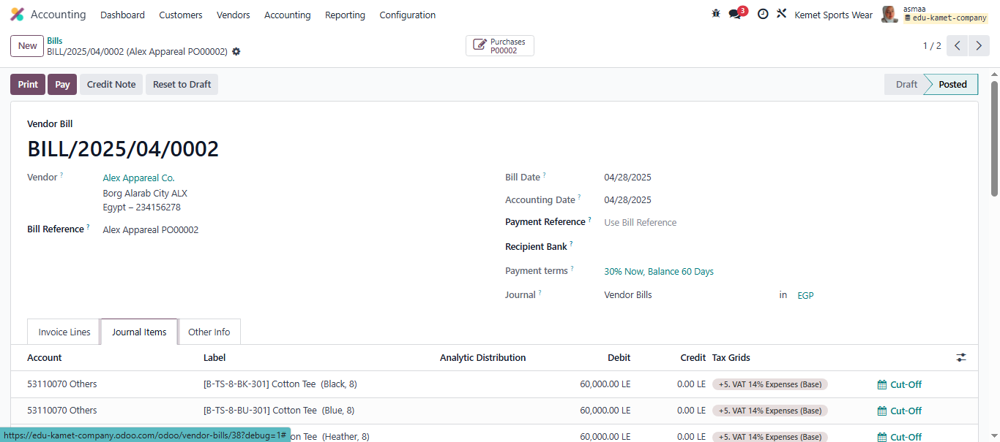 Accounting Dashboard Customers Vendors Accounting Reporting Configuration 3 Kemet Sports Wear asmaa
edu-kamet-company
New Bills
BILL/2025/04/0002 (Alex Appareal PO00002)
Purchases
P00002
1 / 2
Print Pay Credit Note Reset to Draft Draft Posted
Vendor Bill
BILL/2025/04/0002
Vendor ? Alex Appareal Co.
Borg Alarab City ALX
Egypt – 234156278
Bill Reference ? Alex Appareal PO00002
Bill Date ? 04/28/2025
Accounting Date ? 04/28/2025
Payment Reference ? Use Bill Reference
Recipient Bank ?
Payment terms ? 30% Now, Balance 60 Days
Journal ? Vendor Bills in EGP
Invoice Lines Journal Items Other Info
Account Label Analytic Distribution Debit Credit Tax Grids
53110070 Others [B-TS-8-BK-301] Cotton Tee (Black, 8) 60,000.00 LE 0.00 LE +5. VAT 14% Expenses (Base) Cut-Off
53110070 Others [B-TS-8-BU-301] Cotton Tee (Blue, 8) 60,000.00 LE 0.00 LE +5. VAT 14% Expenses (Base) Cut-Off
on Tee (Heather, 8) 60,000.00 LE 0.00 LE +5. VAT 14% Expenses (Base) Cut-Off
https://edu-kamet-company.odoo.com/odoo/vendor-bills/38?debug=1#